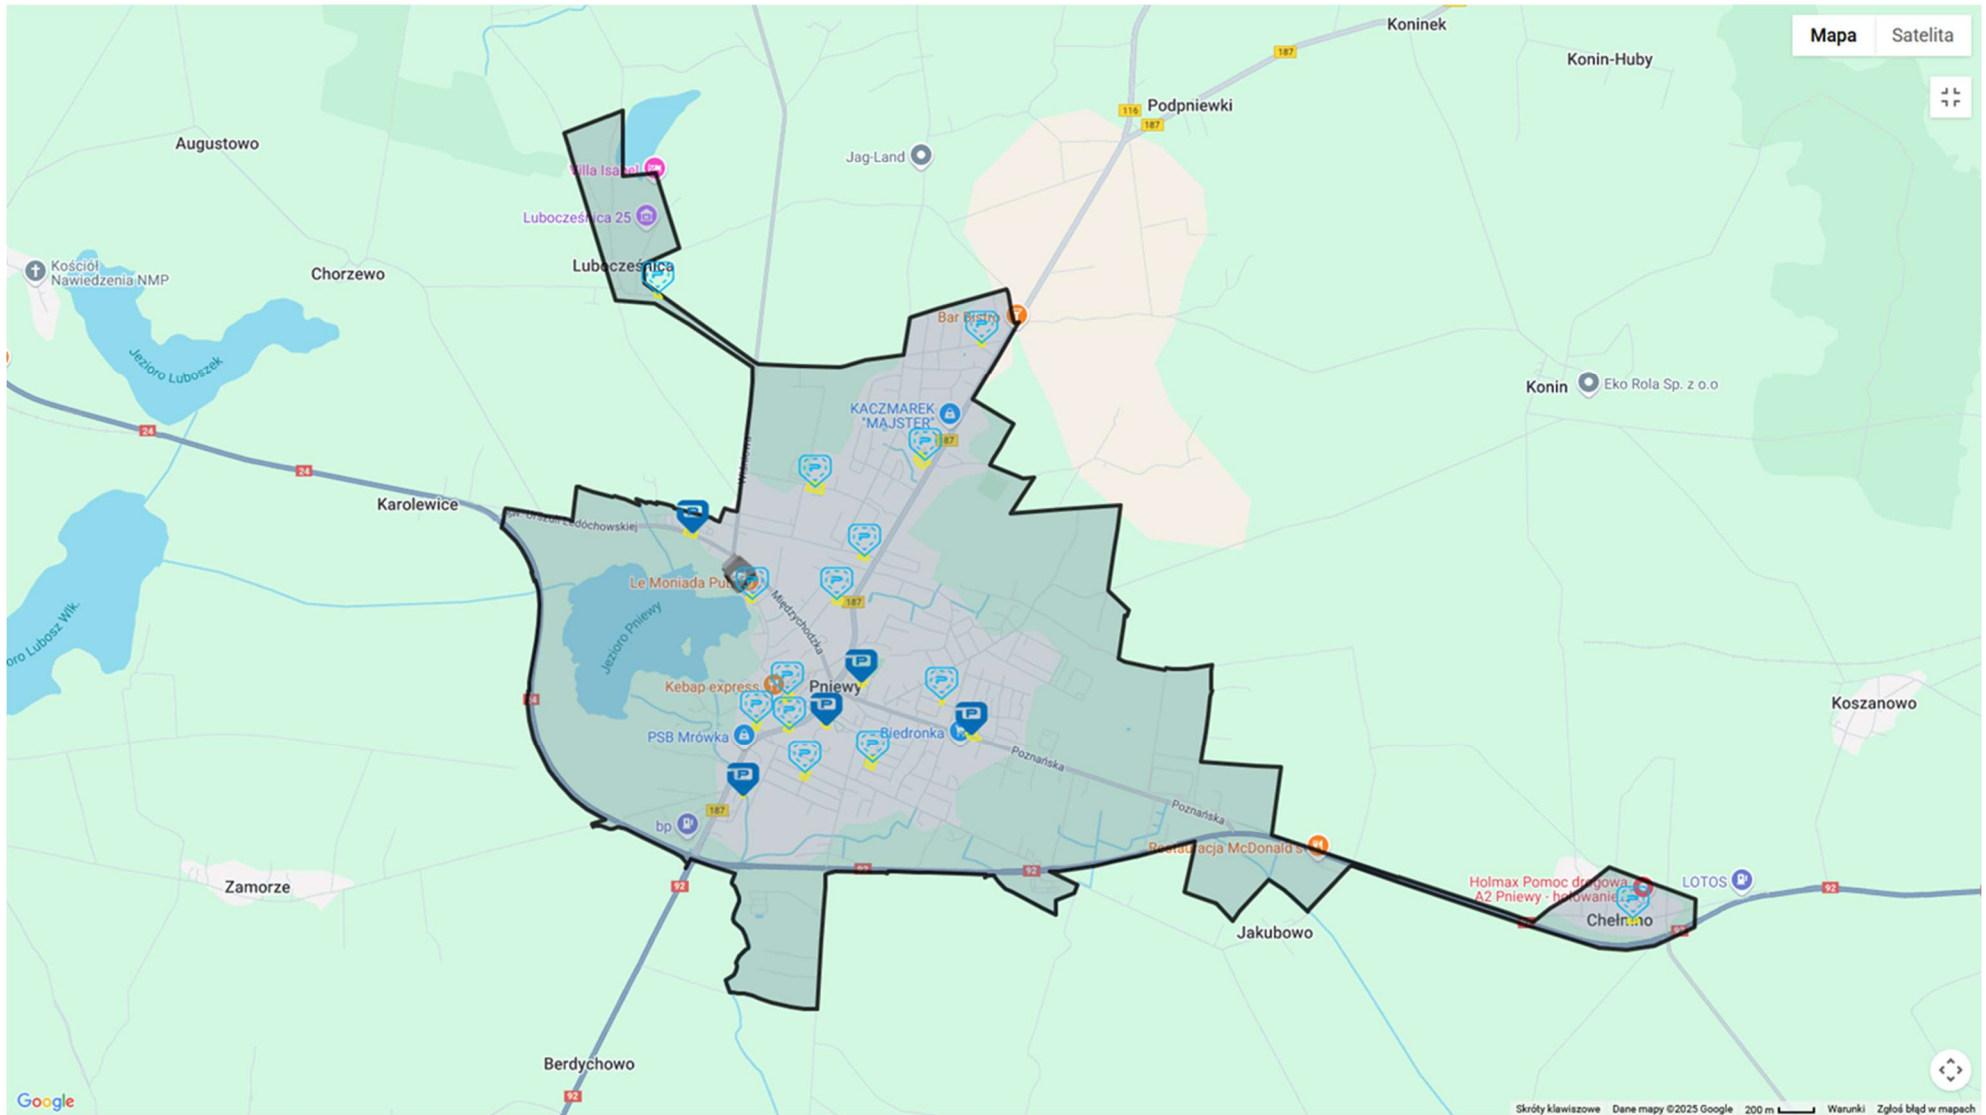 Koninek
Mapa
Satelita
187
Konin-Huby
Podpniewki
116
187
Augustowo
Jag-Land
Villa Isabel
Lubocześnica 25
Lubocześnica
Kościół
Nawiedzenia NMP
Chorzewo
Bar Bistro
Jezioro Luboszek
Konin
Eko Rola Sp. z o.o
KACZMAREK
"MAJSTER"
187
24
24
Karolewice
Le Moniada Pub
187
Międzychodzka
Jezioro Pniewy
Kebap express
Pniewy
24
Koszanowo
PSB Mrówka
Biedronka
Poznańska
Poznańska
187
bp
Restauracja McDonald's
92
92
92
Zamorze
Holmax Pomoc drogowa
A2 Pniewy - holowanie
LOTOS
92
Chełmno
92
Jakubowo
Berdychowo
92
Google
Skróty klawiszowe
Dane mapy ©2025 Google
200 m
Warunki
Zgłoś błąd w mapach